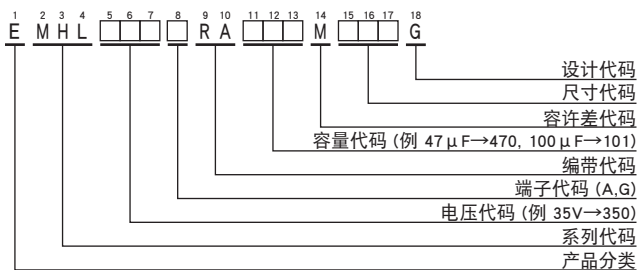 1 2 3 4 5 6 7 8 9 10 11 12 13 14 15 16 17 18
E M H L □□□ □ R A □□□ M □□□ G
设计代码
尺寸代码
容许差代码
容量代码 (例 47μF→470, 100μF→101)
编带代码
端子代码 (A,G)
电压代码 (例 35V→350)
系列代码
产品分类